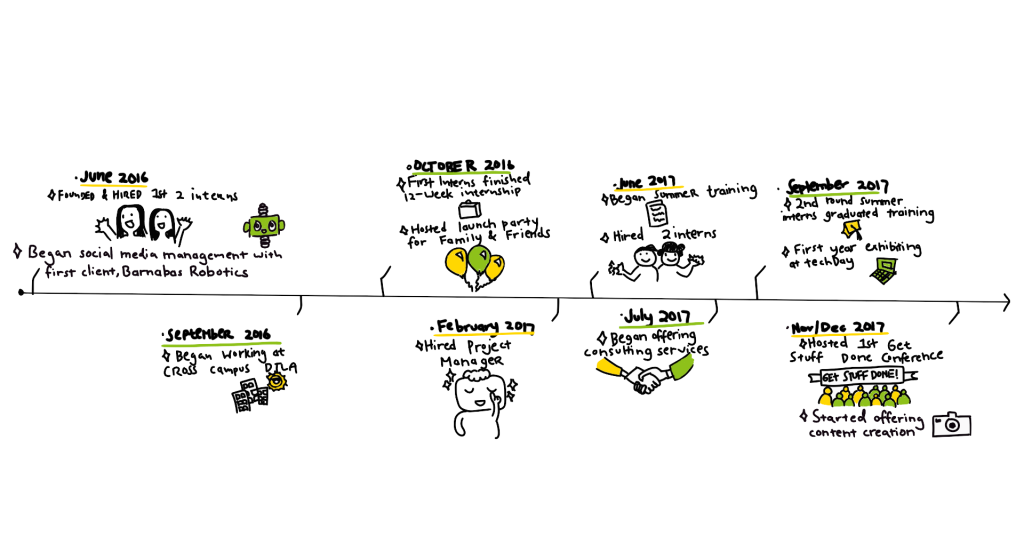 ·June 2016
Founded & HIRED 1st 2 interns
Began social media management with
first client, Barnabas Robotics
·September 2016
Began working at
CROSS campus DTLA
·OCTOBER 2016
First Interns finished
12-week internship
Hosted launch party
for Family & Friends
·February 2017
Hired Project
Manager
·June 2017
Began summer training
Hired 2 interns
·July 2017
Began offering
consulting services
September 2017
2nd round summer
interns graduated training
First year exhibiting
at techDay
Nov/Dec 2017
Hosted 1st Get
Stuff Done Conference
GET STUFF DONE!
Started offering
content creation